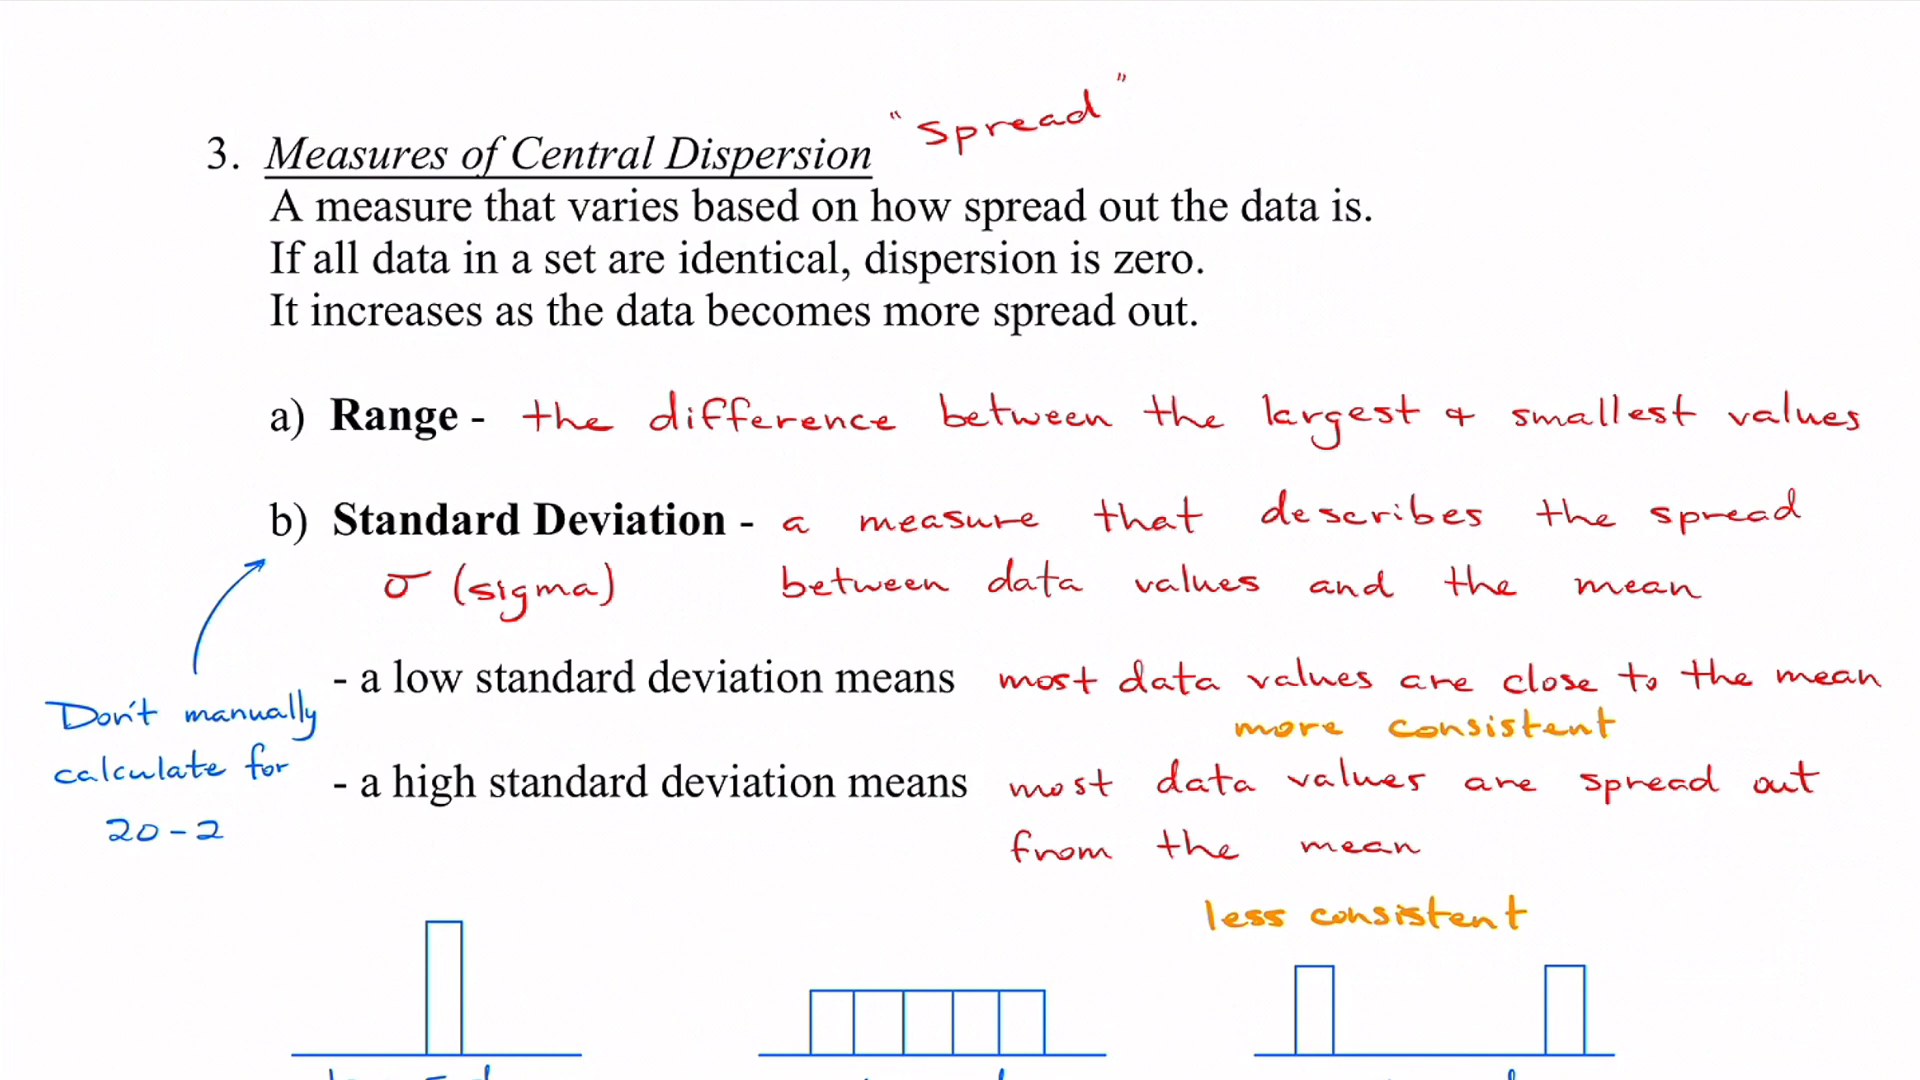 "spread"
3. Measures of Central Dispersion
A measure that varies based on how spread out the data is.
If all data in a set are identical, dispersion is zero.
It increases as the data becomes more spread out.
a) Range - the difference between the largest & smallest values
b) Standard Deviation - a measure that describes the spread
σ (sigma) between data values and the mean
- a low standard deviation means most data values are close to the mean
more consistent
Don't manually
calculate for
20-2
- a high standard deviation means most data values are spread out
from the mean
less consistent